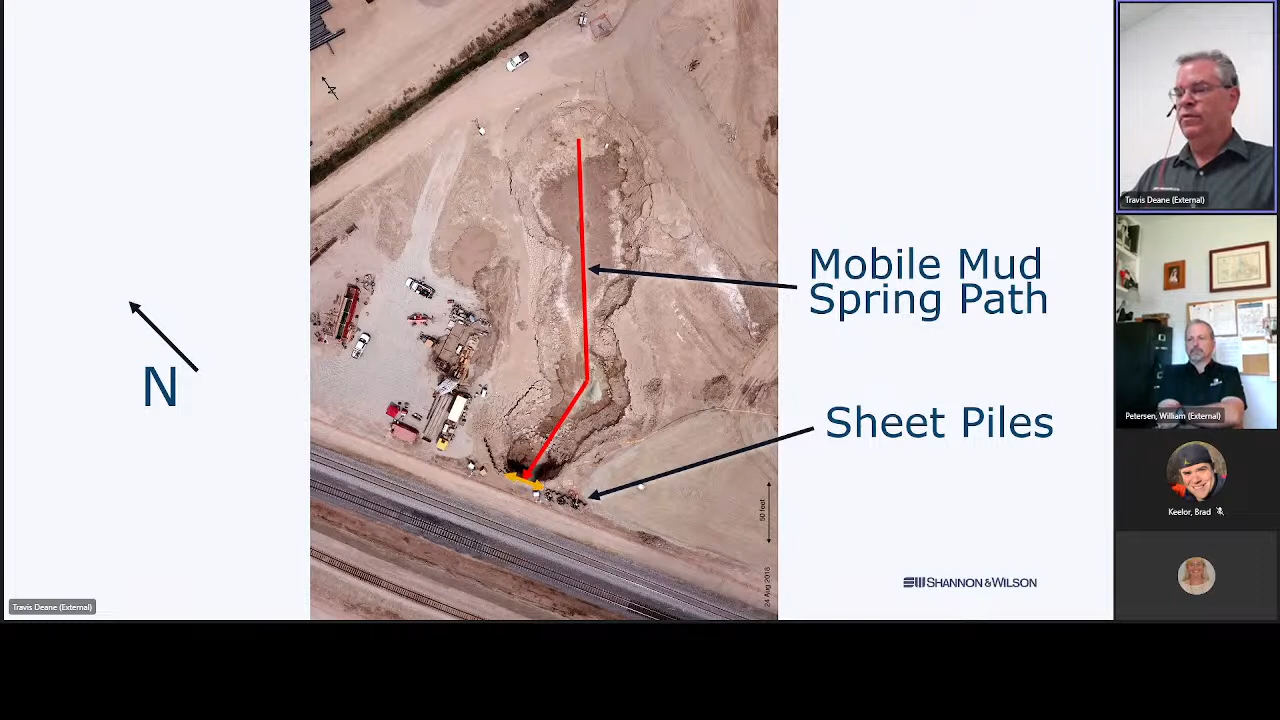 Mobile Mud
Spring Path
Sheet Piles
N
N
50 feet
24 Aug 2018
SHANNON & WILSON
Travis Deane (External)
Travis Deane (External)
Petersen, William (External)
Keelor, Brad